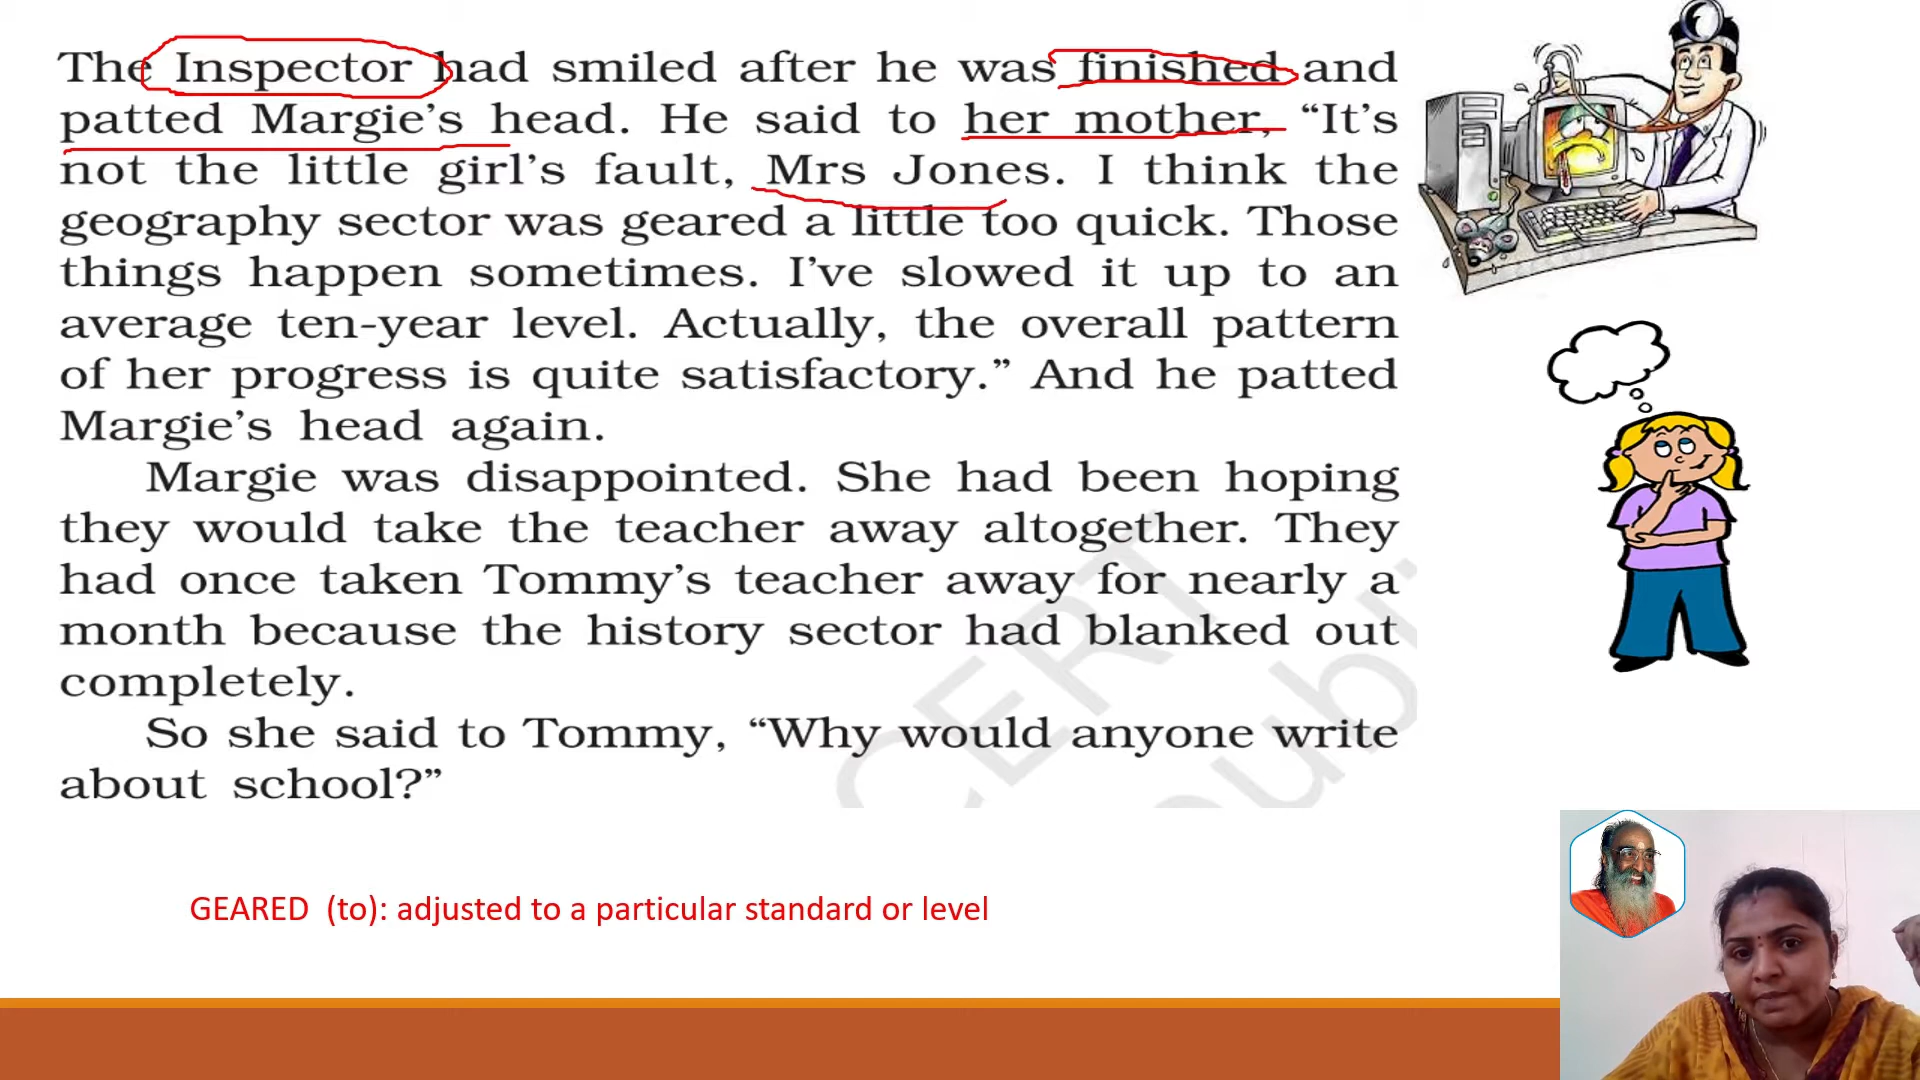 The Inspector had smiled after he was finished and
patted Margie’s head. He said to her mother, “It’s
not the little girl’s fault, Mrs Jones. I think the
geography sector was geared a little too quick. Those
things happen sometimes. I’ve slowed it up to an
average ten-year level. Actually, the overall pattern
of her progress is quite satisfactory.” And he patted
Margie’s head again.
Margie was disappointed. She had been hoping
they would take the teacher away altogether. They
had once taken Tommy’s teacher away for nearly a
month because the history sector had blanked out
completely.
So she said to Tommy, “Why would anyone write
about school?”
GEARED (to): adjusted to a particular standard or level